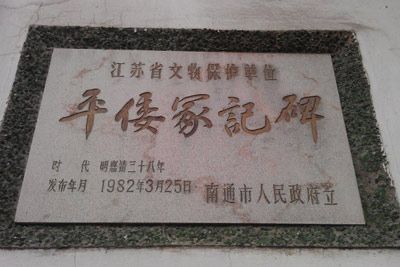 江苏省文物保护單位
平倭冢記碑
时 代 明嘉靖三十八年
发布年月 1982年3月25日 南通市人民政府立